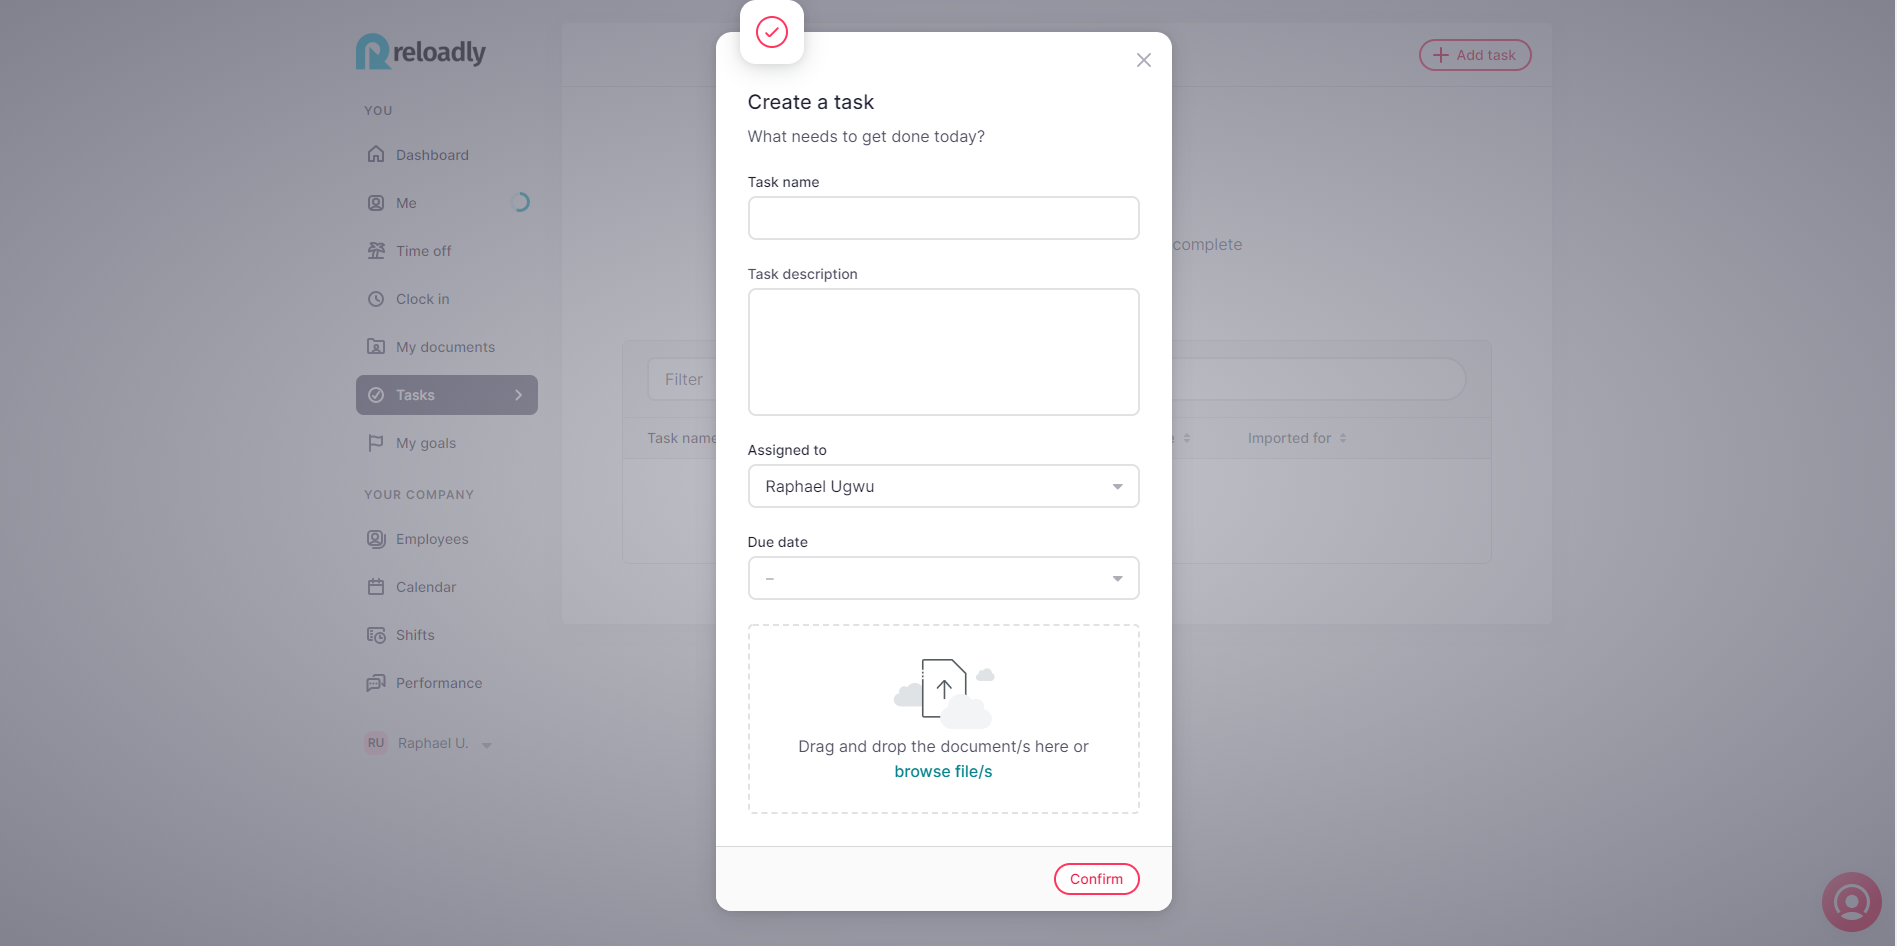 reloadly
YOU
Dashboard
Me
Time off
Clock in
My documents
Tasks
My goals
YOUR COMPANY
Employees
Calendar
Shifts
Performance
RU Raphael U.
Add task
complete
Filter
Task name
Imported for
Create a task
What needs to get done today?
Task name
Task description
Assigned to
Raphael Ugwu
Due date
–
Drag and drop the document/s here or
browse file/s
Confirm